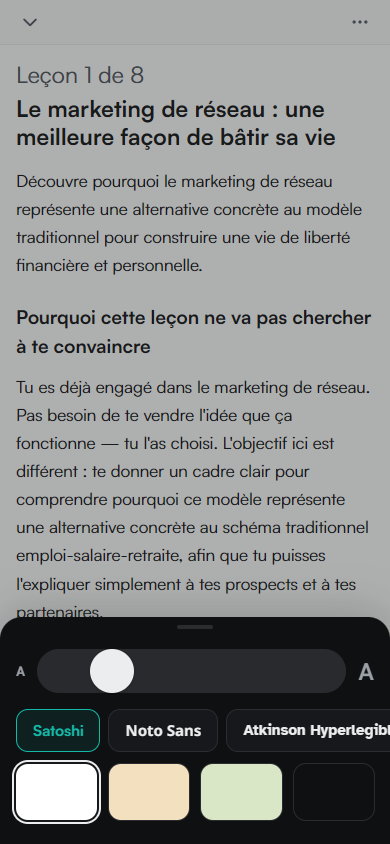 Leçon 1 de 8
Le marketing de réseau : une
meilleure façon de bâtir sa vie
Découvre pourquoi le marketing de réseau
représente une alternative concrète au modèle
traditionnel pour construire une vie de liberté
financière et personnelle.
Pourquoi cette leçon ne va pas chercher
à te convaincre
Tu es déjà engagé dans le marketing de réseau.
Pas besoin de te vendre l'idée que ça
fonctionne — tu l'as choisi. L'objectif ici est
différent : te donner un cadre clair pour
comprendre pourquoi ce modèle représente
une alternative concrète au schéma traditionnel
emploi-salaire-retraite, afin que tu puisses
l'expliquer simplement à tes prospects et à tes
partenaires.
A A
Satoshi Noto Sans Atkinson Hyperlegibl